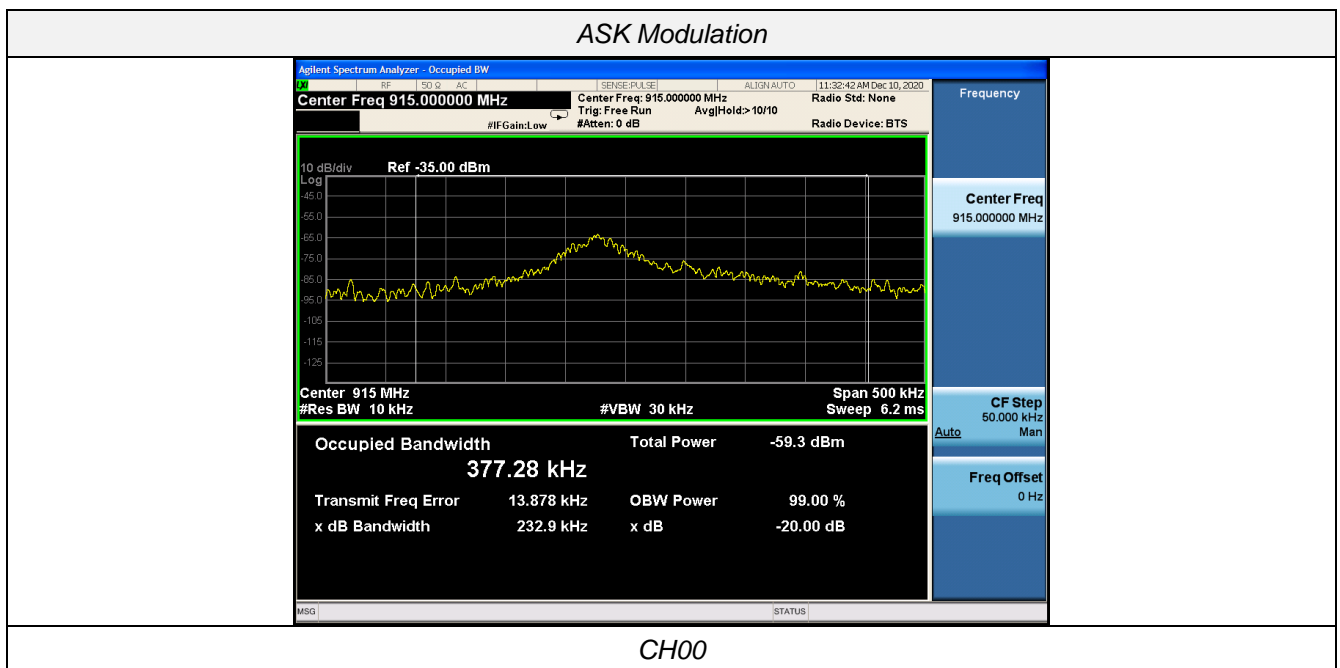 ASK Modulation
Agilent Spectrum Analyzer - Occupied BW
LXI RF 50 Ω AC SENSE:PULSE ALIGN AUTO 11:32:42 AM Dec 10, 2020
Center Freq 915.000000 MHz Center Freq: 915.000000 MHz Radio Std: None
Trig: Free Run Avg|Hold:>10/10
#IFGain:Low #Atten: 0 dB Radio Device: BTS
Frequency
10 dB/div Ref -35.00 dBm
Log
-45.0
-55.0
-65.0
-75.0
-85.0
-95.0
-105
-115
-125
Center 915 MHz Span 500 kHz
#Res BW 10 kHz #VBW 30 kHz Sweep 6.2 ms
Center Freq
915.000000 MHz
CF Step
50.000 kHz
Auto Man
Freq Offset
0 Hz
Occupied Bandwidth Total Power -59.3 dBm
377.28 kHz
Transmit Freq Error 13.878 kHz OBW Power 99.00 %
x dB Bandwidth 232.9 kHz x dB -20.00 dB
MSG STATUS
CH00